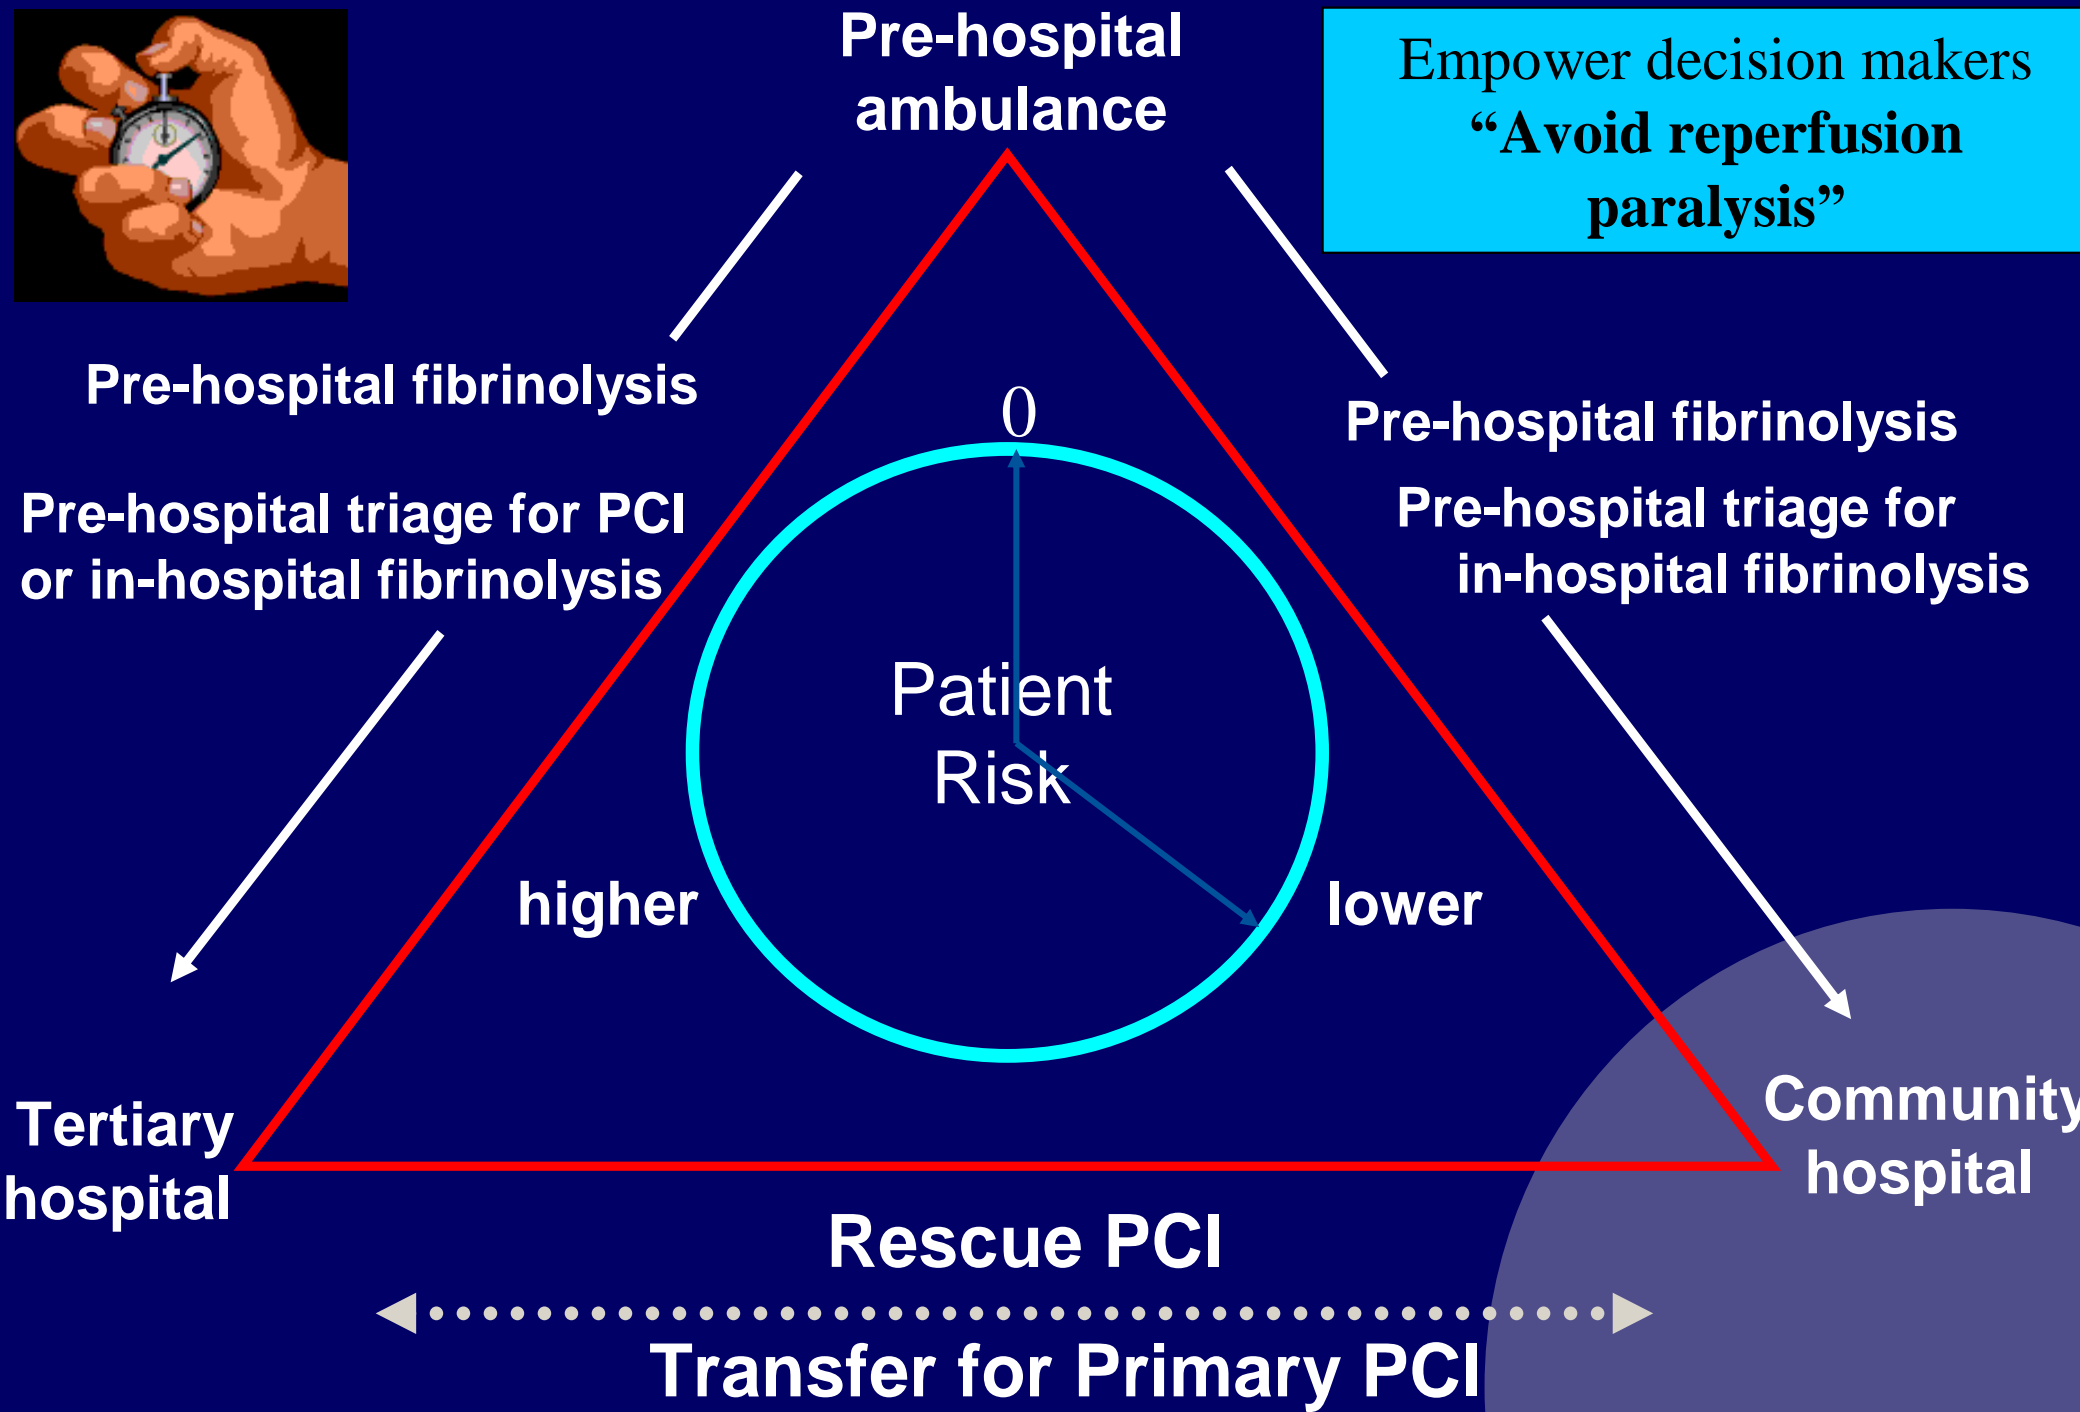 Pre-hospital
ambulance
Empower decision makers
“Avoid reperfusion
paralysis”
Pre-hospital fibrinolysis
Pre-hospital triage for PCI
or in-hospital fibrinolysis
0
Pre-hospital fibrinolysis
Pre-hospital triage for
in-hospital fibrinolysis
Patient
Risk
higher
lower
Tertiary
hospital
Community
hospital
Rescue PCI
Transfer for Primary PCI